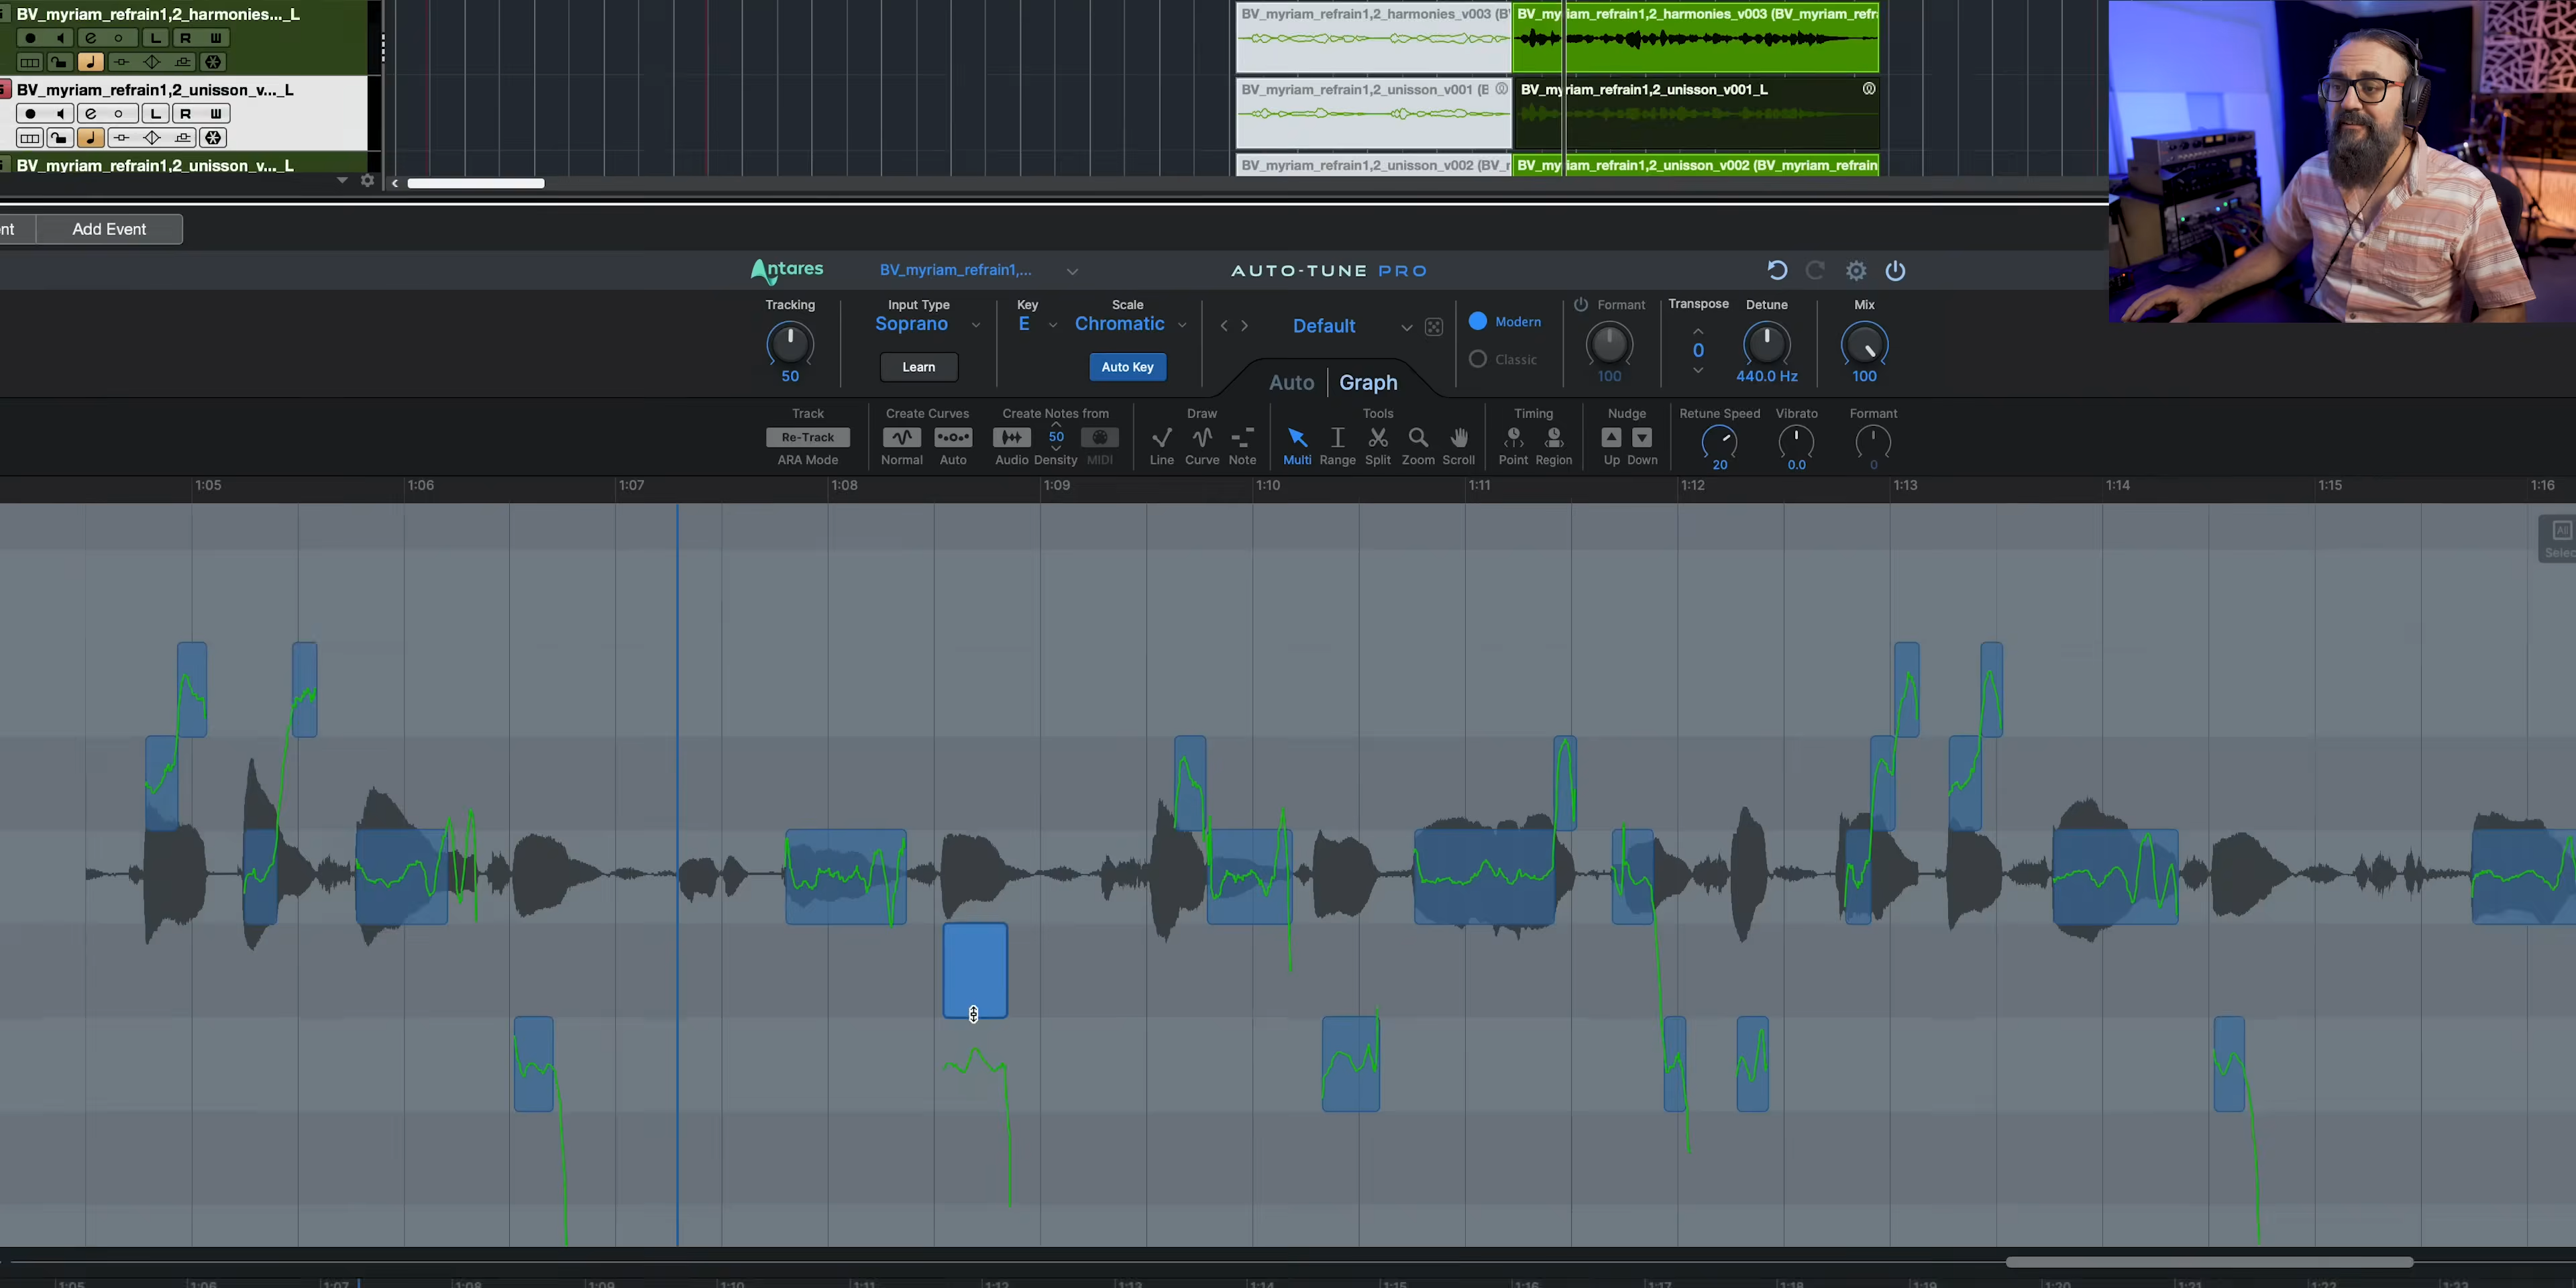 BV_myriam_refrain1,2_harmonies..._L
L R W
BV_myriam_refrain1,2_unisson_v..._L
L R W
BV_myriam_refrain1,2_unisson_v..._L
BV_myriam_refrain1,2_harmonies_v003 (B
BV_myriam_refrain1,2_harmonies_v003 (BV_myriam_refr
BV_myriam_refrain1,2_unisson_v001 (E
BV_myriam_refrain1,2_unisson_v001_L
BV_myriam_refrain1,2_unisson_v002 (BV_r
BV_myriam_refrain1,2_unisson_v002 (BV_myriam_refrain
nt Add Event
Antares BV_myriam_refrain1,... AUTO-TUNE PRO
Tracking Input Type Key Scale Formant Transpose Detune Mix
Soprano E Chromatic Default Modern
Learn Auto Key Classic 0
50 100 440.0 Hz 100
Auto Graph
Track Create Curves Create Notes from Draw Tools Timing Nudge Retune Speed Vibrato Formant
Re-Track 50
ARA Mode Normal Auto Audio Density MIDI Line Curve Note Multi Range Split Zoom Scroll Point Region Up Down 20 0.0 0
1:05 1:06 1:07 1:08 1:09 1:10 1:11 1:12 1:13 1:14 1:15 1:16
All
Selec
1:05 1:06 1:07 1:08 1:09 1:10 1:11 1:12 1:13 1:14 1:15 1:16 1:17 1:18 1:19 1:20 1:21 1:22 1:23